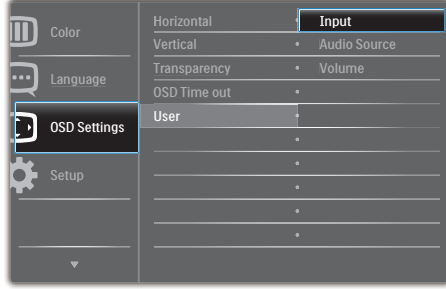 Color
Language
OSD Settings
Setup
Horizontal
Vertical
Transparency
OSD Time out
User
Input
Audio Source
Volume